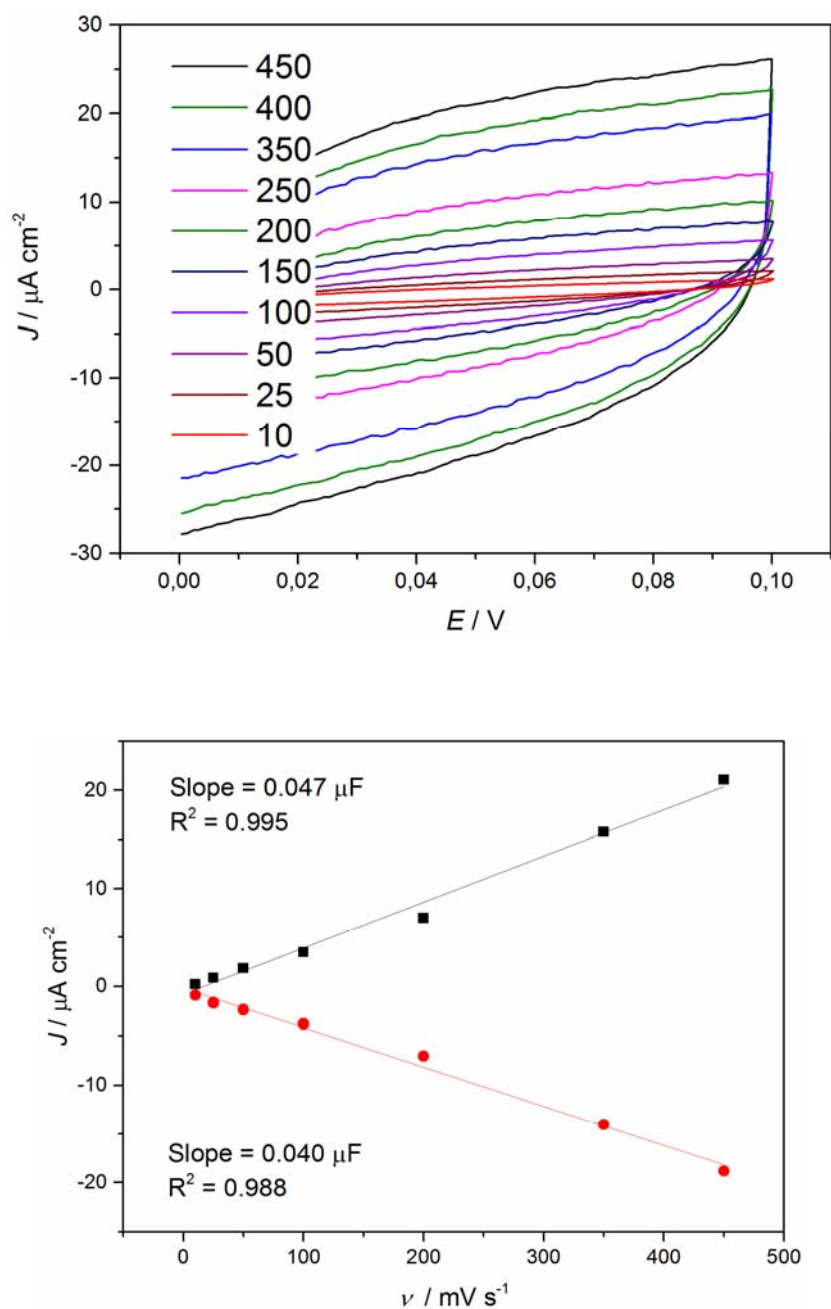 30
20
10
0
-10
-20
-30
J / μA cm-2
450
400
350
250
200
150
100
50
25
10
0,00 0,02 0,04 0,06 0,08 0,10
E / V
20
10
0
-10
-20
J / μA cm-2
Slope = 0.047 μF
R2 = 0.995
Slope = 0.040 μF
R2 = 0.988
0 100 200 300 400 500
ν / mV s-1